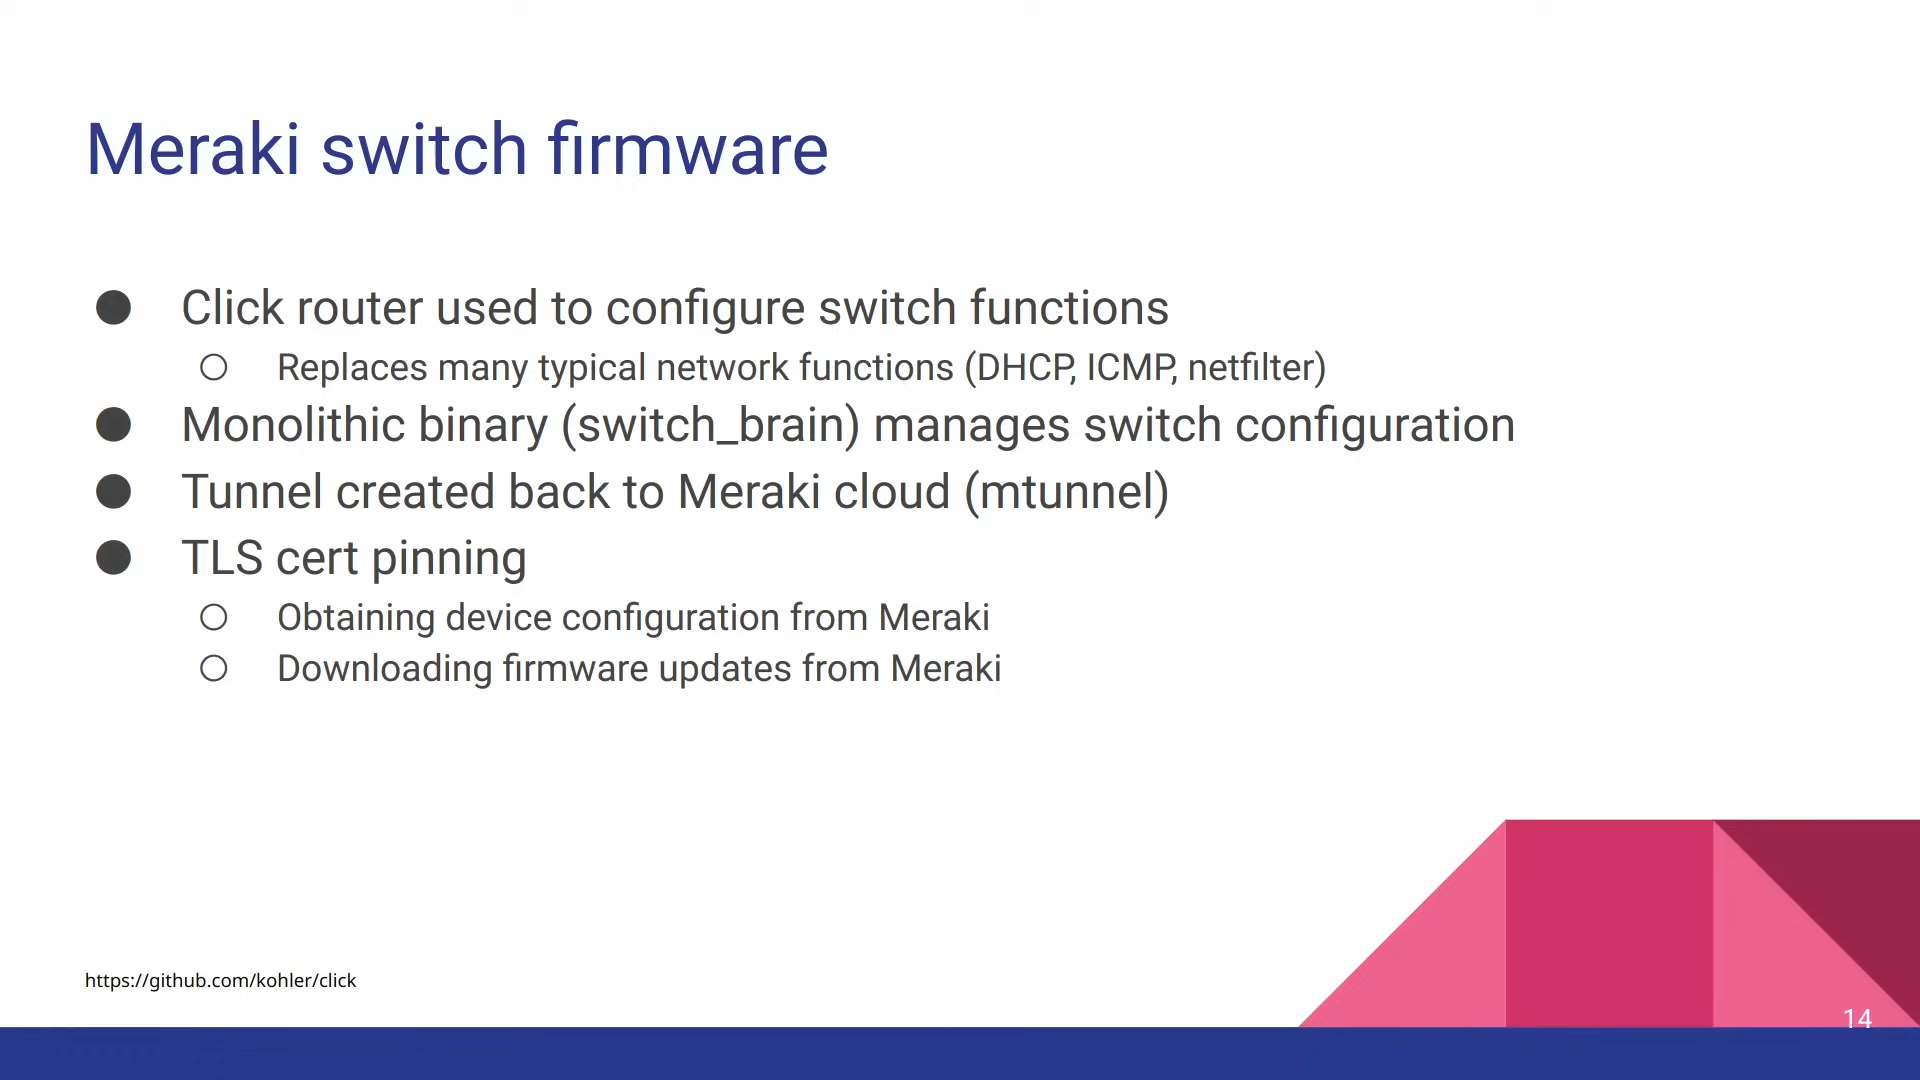 Meraki switch firmware
● Click router used to configure switch functions
○ Replaces many typical network functions (DHCP, ICMP, netfilter)
● Monolithic binary (switch_brain) manages switch configuration
● Tunnel created back to Meraki cloud (mtunnel)
● TLS cert pinning
○ Obtaining device configuration from Meraki
○ Downloading firmware updates from Meraki
https://github.com/kohler/click
14